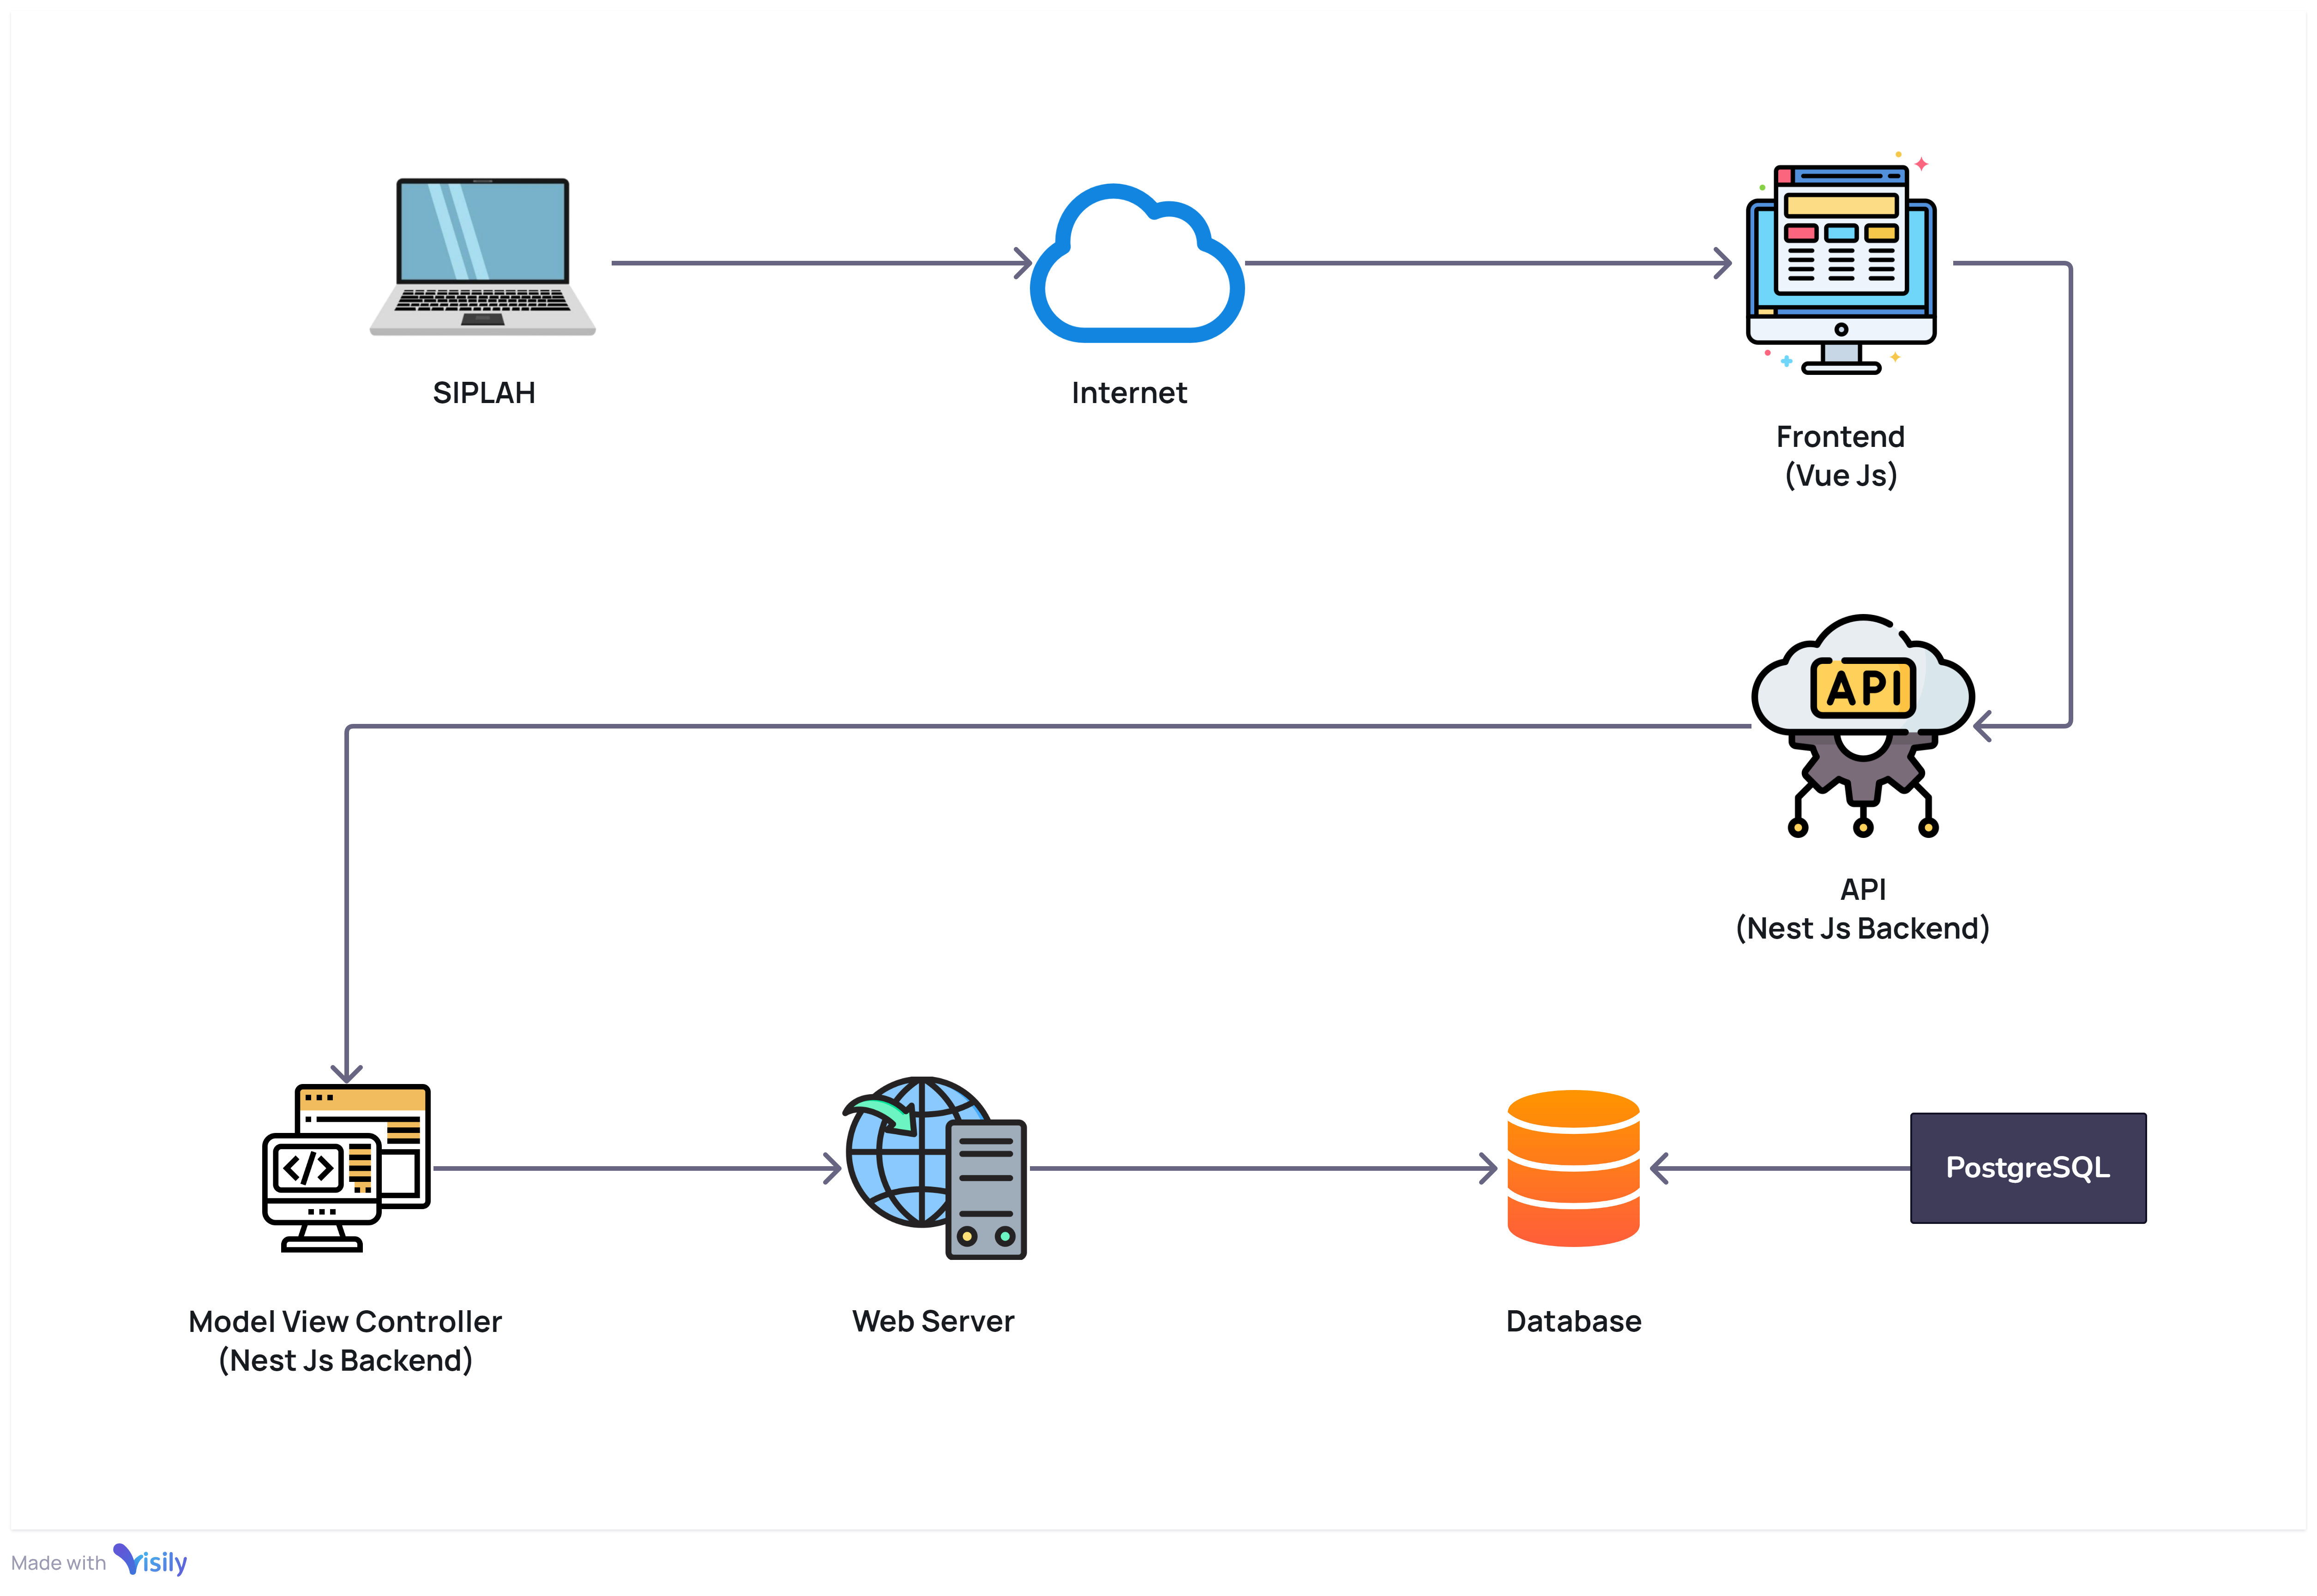 SIPLAH
Internet
Frontend
(Vue Js)
API
API
(Nest Js Backend)
Model View Controller
(Nest Js Backend)
Web Server
Database
PostgreSQL
Made with Visily